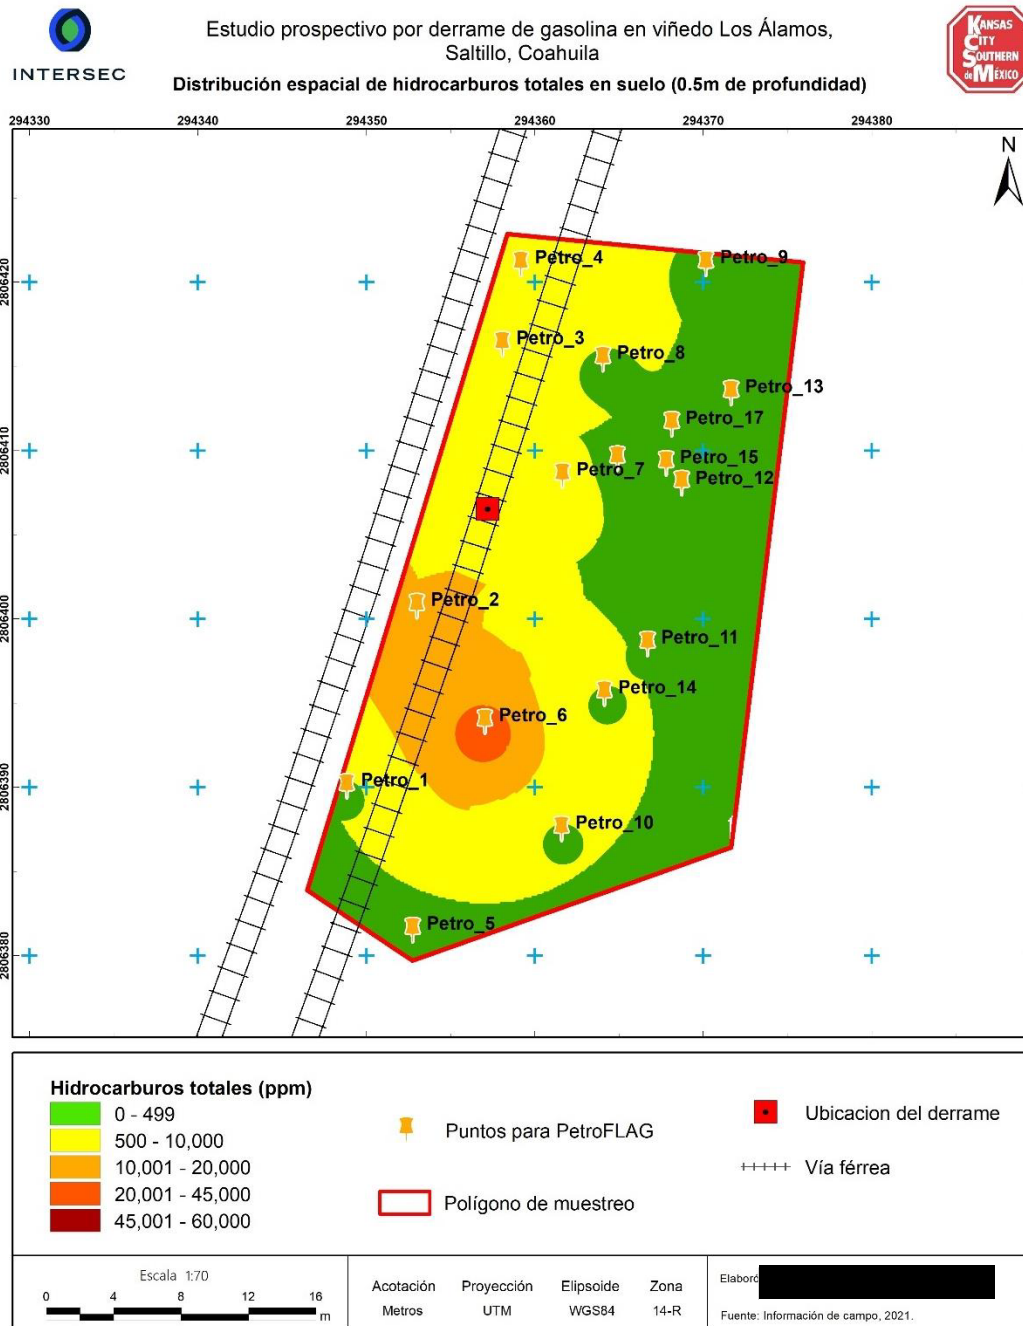 INTERSEC
Estudio prospectivo por derrame de gasolina en viñedo Los Álamos,
Saltillo, Coahuila
Distribución espacial de hidrocarburos totales en suelo (0.5m de profundidad)
KANSAS
CITY
SOUTHERN
de MÉXICO
294330 294340 294350 294360 294370 294380
N
2806420
2806410
2806400
2806390
2806380
Petro_4
Petro_9
Petro_3
Petro_8
Petro_13
Petro_17
Petro_7
Petro_15
Petro_12
Petro_2
Petro_11
Petro_14
Petro_6
Petro_1
Petro_10
Petro_5
Hidrocarburos totales (ppm)
0 - 499
500 - 10,000
10,001 - 20,000
20,001 - 45,000
45,001 - 60,000
Puntos para PetroFLAG
Polígono de muestreo
Ubicacion del derrame
Vía férrea
Escala 1:70
0 4 8 12 16
m
Acotación Proyección Elipsoide Zona
Metros UTM WGS84 14-R
Elaboró
Fuente: Información de campo, 2021.